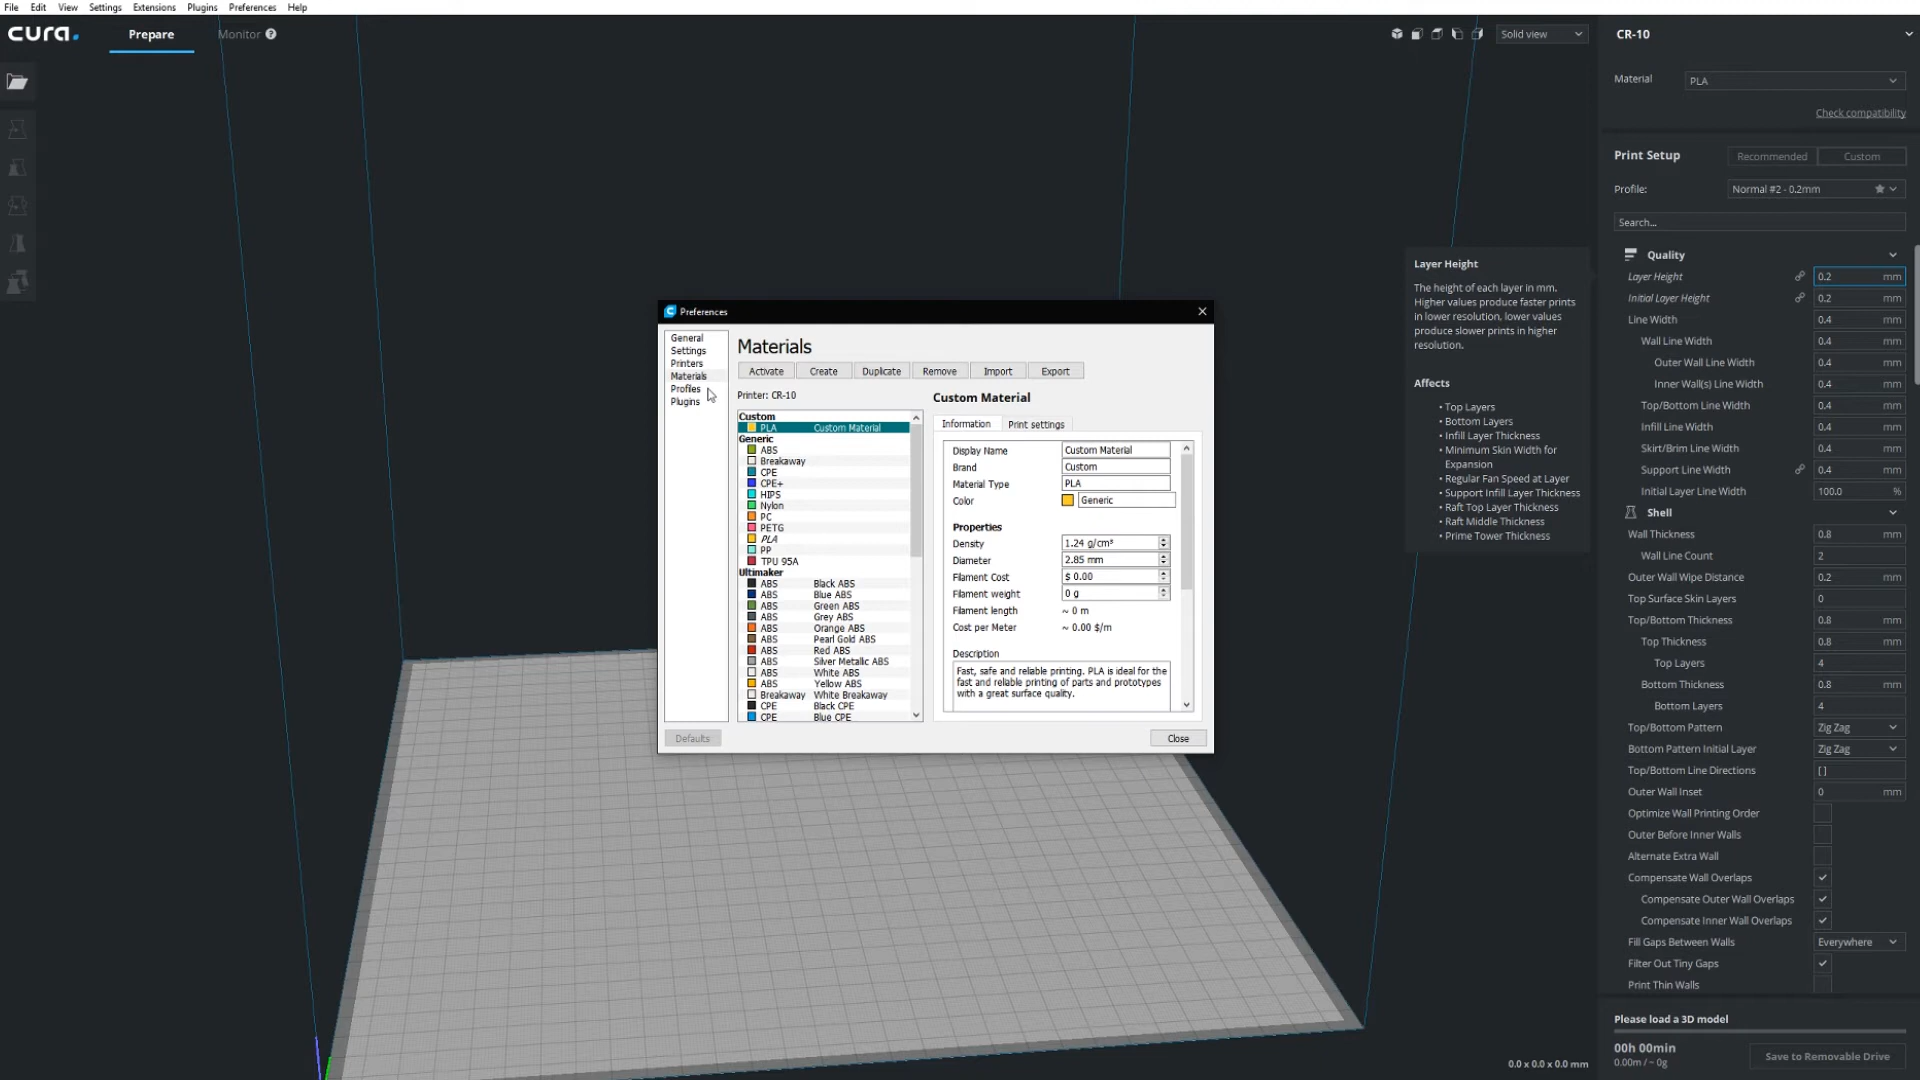 File Edit View Settings Extensions Plugins Preferences Help
cura.
Prepare
Monitor ?
Solid view
CR-10
Material PLA
Check compatibility
Print Setup Recommended Custom
Profile: Normal #2 - 0.2mm
Search...
Quality
Layer Height 0.2 mm
Initial Layer Height 0.2 mm
Line Width 0.4 mm
Wall Line Width 0.4 mm
Outer Wall Line Width 0.4 mm
Inner Wall(s) Line Width 0.4 mm
Top/Bottom Line Width 0.4 mm
Infill Line Width 0.4 mm
Skirt/Brim Line Width 0.4 mm
Support Line Width 0.4 mm
Initial Layer Line Width 100.0 %
Shell
Wall Thickness 0.8 mm
Wall Line Count 2
Outer Wall Wipe Distance 0.2 mm
Top Surface Skin Layers 0
Top/Bottom Thickness 0.8 mm
Top Thickness 0.8 mm
Top Layers 4
Bottom Thickness 0.8 mm
Bottom Layers 4
Top/Bottom Pattern Zig Zag
Bottom Pattern Initial Layer Zig Zag
Top/Bottom Line Directions [ ]
Outer Wall Inset 0 mm
Optimize Wall Printing Order
Outer Before Inner Walls
Alternate Extra Wall
Compensate Wall Overlaps
Compensate Outer Wall Overlaps
Compensate Inner Wall Overlaps
Fill Gaps Between Walls Everywhere
Filter Out Tiny Gaps
Print Thin Walls
Please load a 3D model
00h 00min
0.00m / ~ 0g
Save to Removable Drive
0.0 x 0.0 x 0.0 mm
Layer Height
The height of each layer in mm.
Higher values produce faster prints
in lower resolution, lower values
produce slower prints in higher
resolution.
Affects
• Top Layers
• Bottom Layers
• Infill Layer Thickness
• Minimum Skin Width for
Expansion
• Regular Fan Speed at Layer
• Support Infill Layer Thickness
• Raft Top Layer Thickness
• Raft Middle Thickness
• Prime Tower Thickness
Preferences
General
Settings
Printers
Materials
Profiles
Plugins
Materials
Activate Create Duplicate Remove Import Export
Printer: CR-10
Custom
PLA Custom Material
Generic
ABS
Breakaway
CPE
CPE+
HIPS
Nylon
PC
PETG
PLA
PP
TPU 95A
Ultimaker
ABS Black ABS
ABS Blue ABS
ABS Green ABS
ABS Grey ABS
ABS Orange ABS
ABS Pearl Gold ABS
ABS Red ABS
ABS Silver Metallic ABS
ABS White ABS
ABS Yellow ABS
Breakaway White Breakaway
CPE Black CPE
CPE Blue CPE
Custom Material
Information Print settings
Display Name Custom Material
Brand Custom
Material Type PLA
Color Generic
Properties
Density 1.24 g/cm³
Diameter 2.85 mm
Filament Cost $ 0.00
Filament weight 0 g
Filament length ~ 0 m
Cost per Meter ~ 0.00 $/m
Description
Fast, safe and reliable printing. PLA is ideal for the
fast and reliable printing of parts and prototypes
with a great surface quality.
Defaults
Close